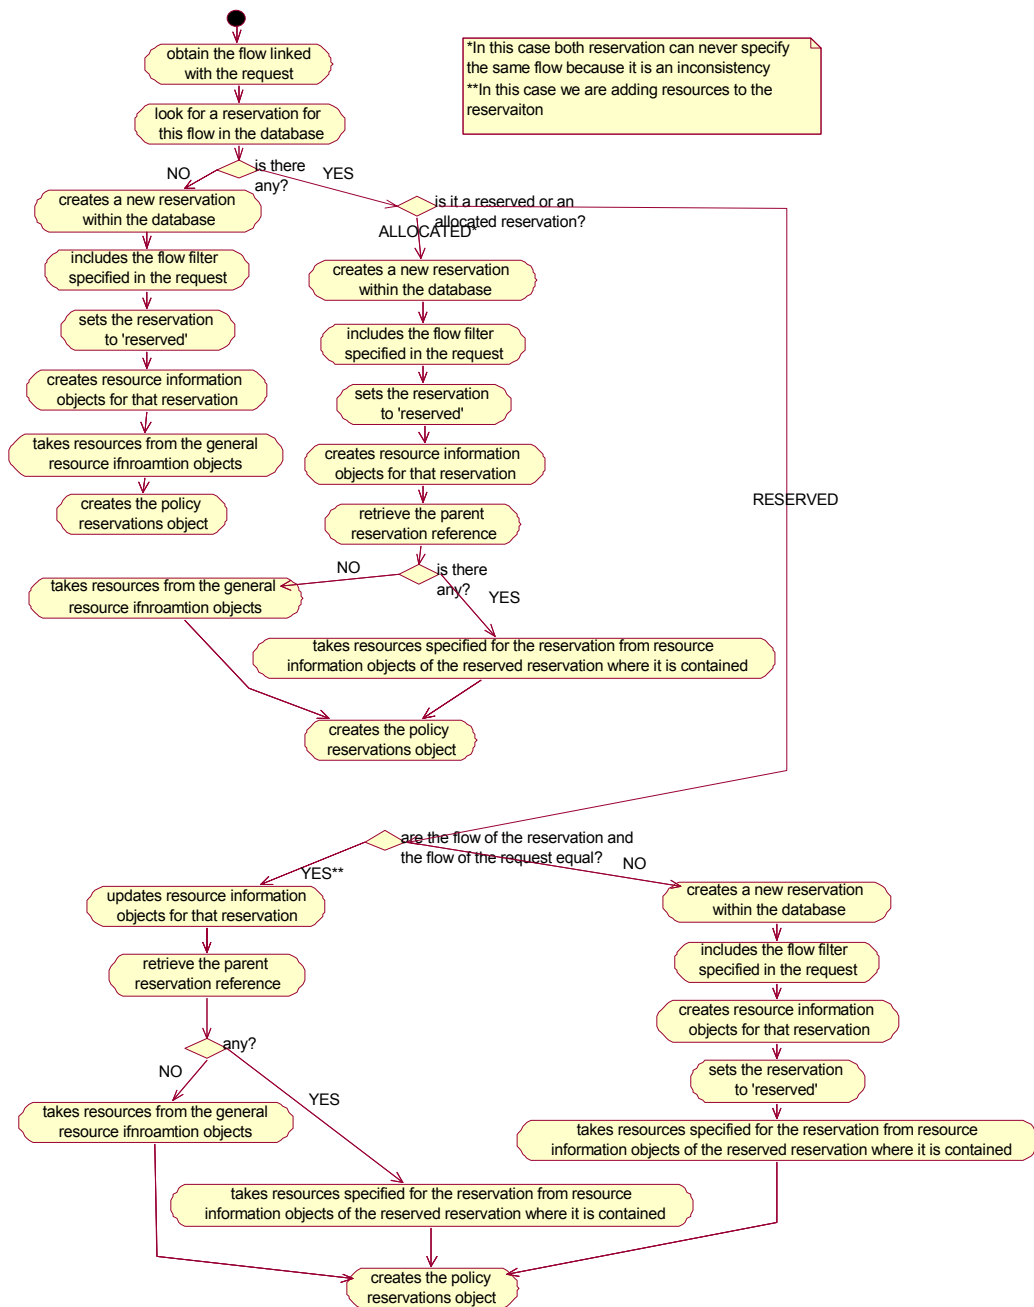 obtain the flow linked
with the request
*In this case both reservation can never specify
the same flow because it is an inconsistency
**In this case we are adding resources to the
reservaiton
look for a reservation for
this flow in the database
is there
any?
NO
YES
creates a new reservation
within the database
is it a reserved or an
allocated reservation?
ALLOCATED*
includes the flow filter
specified in the request
creates a new reservation
within the database
sets the reservation
to 'reserved'
includes the flow filter
specified in the request
creates resource information
objects for that reservation
sets the reservation
to 'reserved'
takes resources from the general
resource ifnroamtion objects
creates resource information
objects for that reservation
creates the policy
reservations object
RESERVED
retrieve the parent
reservation reference
is there
any?
NO
YES
takes resources from the general
resource ifnroamtion objects
takes resources specified for the reservation from resource
information objects of the reserved reservation where it is contained
creates the policy
reservations object
are the flow of the reservation and
the flow of the request equal?
YES**
NO
updates resource information
objects for that reservation
creates a new reservation
within the database
retrieve the parent
reservation reference
includes the flow filter
specified in the request
creates resource information
objects for that reservation
any?
NO
YES
sets the reservation
to 'reserved'
takes resources from the general
resource ifnroamtion objects
takes resources specified for the reservation from resource
information objects of the reserved reservation where it is contained
takes resources specified for the reservation from resource
information objects of the reserved reservation where it is contained
creates the policy
reservations object